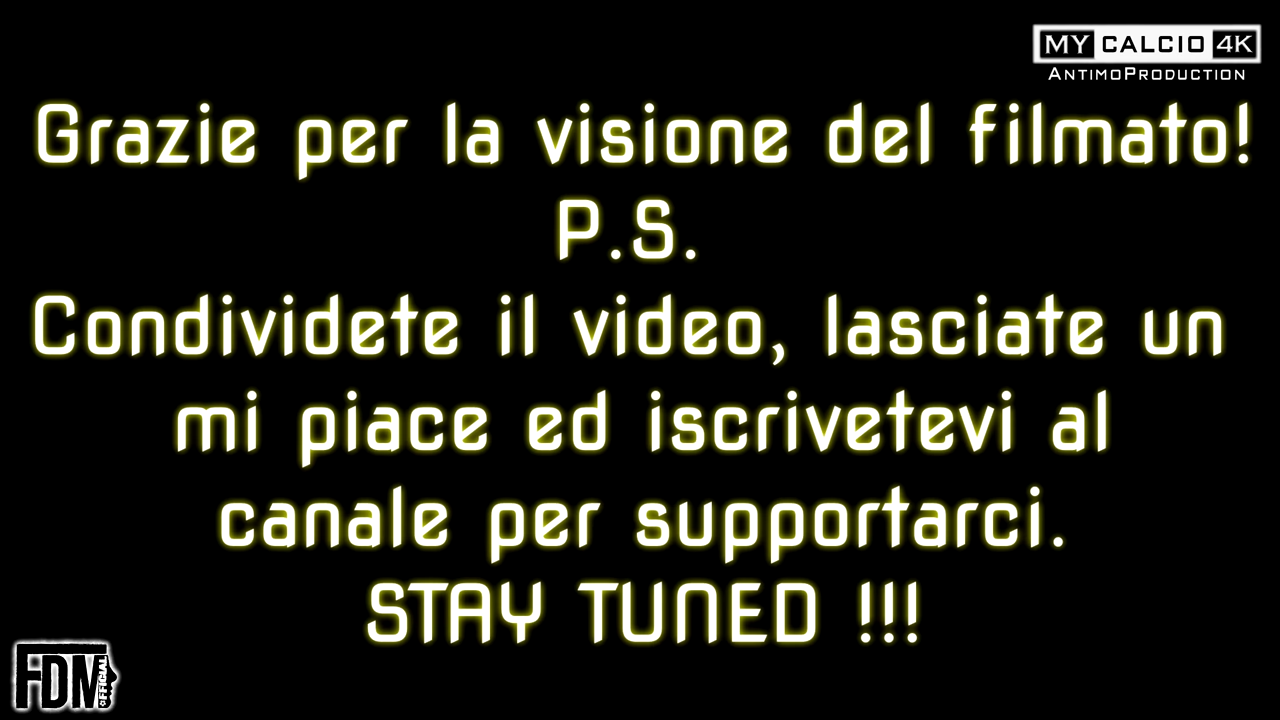 MY CALCIO 4K
AntimoProduction
Grazie per la visione del filmato!
P.S.
Condividete il video, lasciate un
mi piace ed iscrivetevi al
canale per supportarci.
STAY TUNED !!!
FDM OFFICIAL